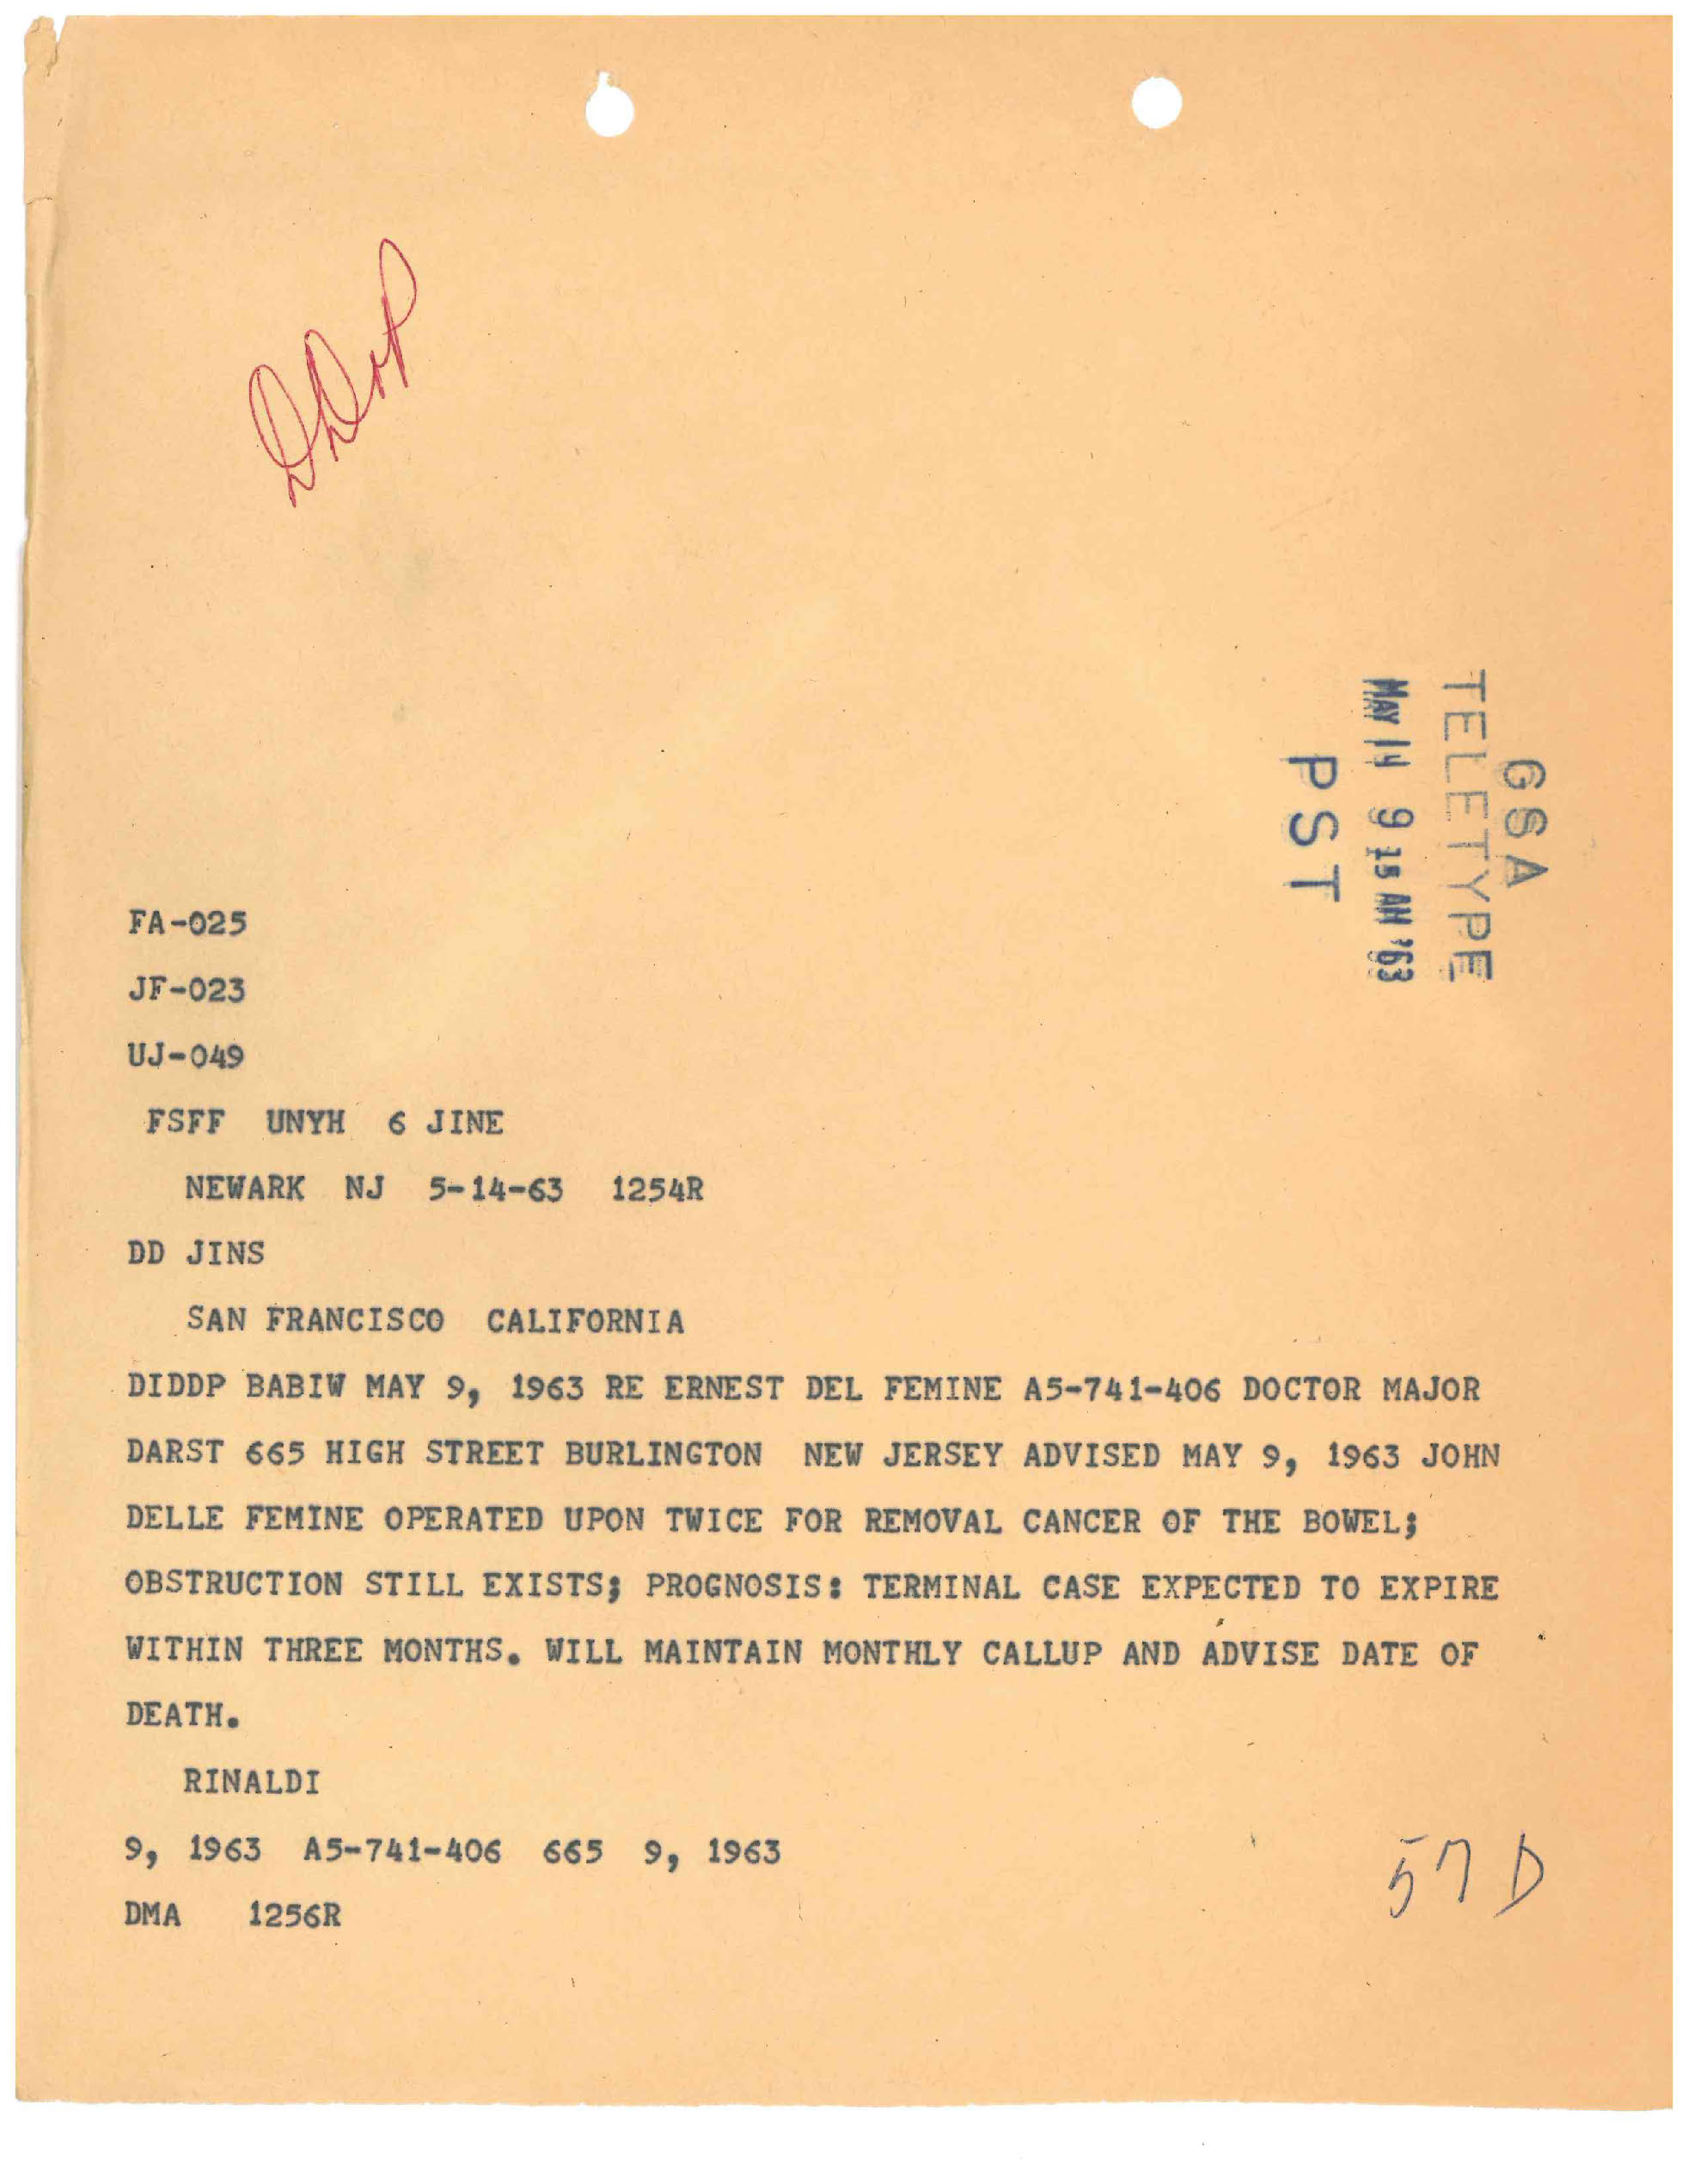 DDorP
GSA
TELETYPE
MAY 14 9 15 AM '63
PST
FA-025
JF-023
UJ-049
FSFF UNYH 6 JINE
NEWARK NJ 5-14-63 1254R
DD JINS
SAN FRANCISCO CALIFORNIA
DIDDP BABIW MAY 9, 1963 RE ERNEST DEL FEMINE A5-741-406 DOCTOR MAJOR
DARST 665 HIGH STREET BURLINGTON NEW JERSEY ADVISED MAY 9, 1963 JOHN
DELLE FEMINE OPERATED UPON TWICE FOR REMOVAL CANCER OF THE BOWEL;
OBSTRUCTION STILL EXISTS; PROGNOSIS: TERMINAL CASE EXPECTED TO EXPIRE
WITHIN THREE MONTHS. WILL MAINTAIN MONTHLY CALLUP AND ADVISE DATE OF
DEATH.
RINALDI
9, 1963 A5-741-406 665 9, 1963
DMA 1256R
57 D